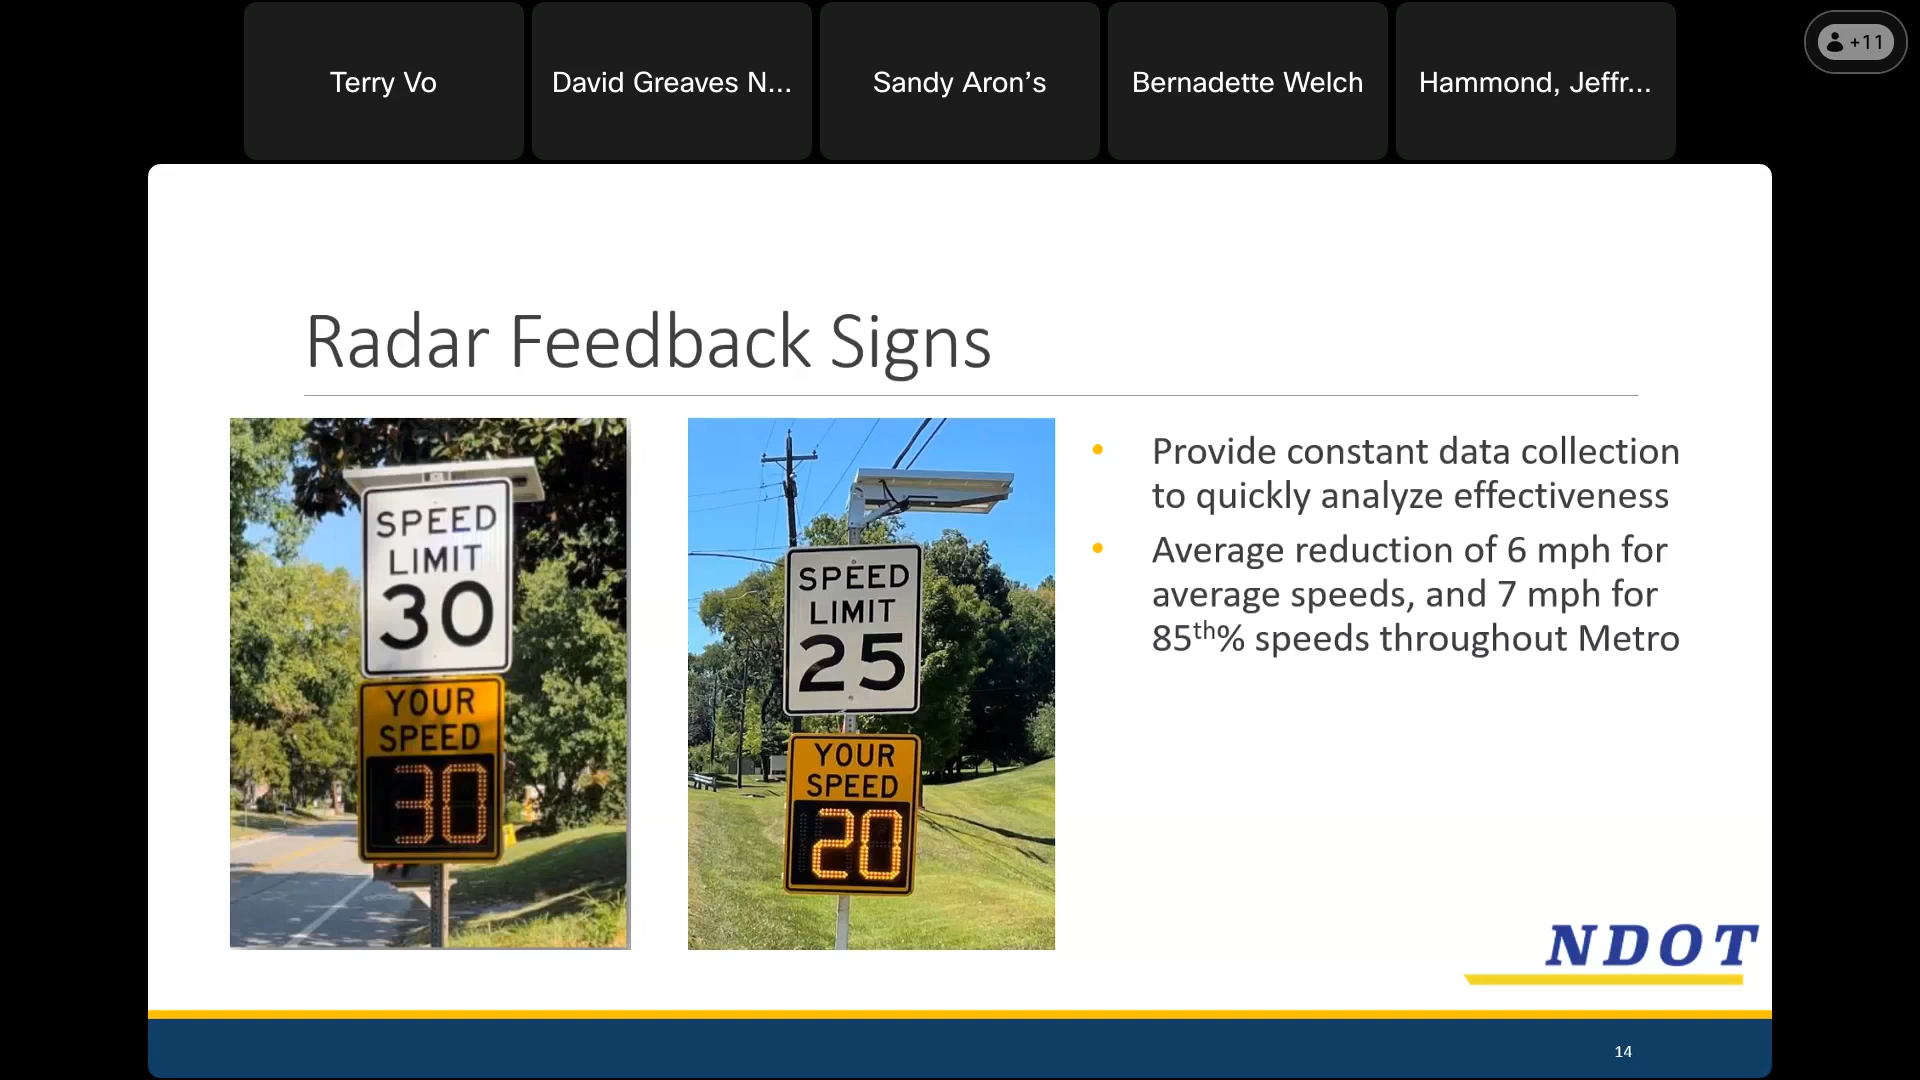 Terry Vo
David Greaves N...
Sandy Aron's
Bernadette Welch
Hammond, Jeffr...
+11
Radar Feedback Signs
SPEED
LIMIT
30
YOUR
SPEED
30
SPEED
LIMIT
25
YOUR
SPEED
20
• Provide constant data collection
to quickly analyze effectiveness
• Average reduction of 6 mph for
average speeds, and 7 mph for
85th% speeds throughout Metro
NDOT
14